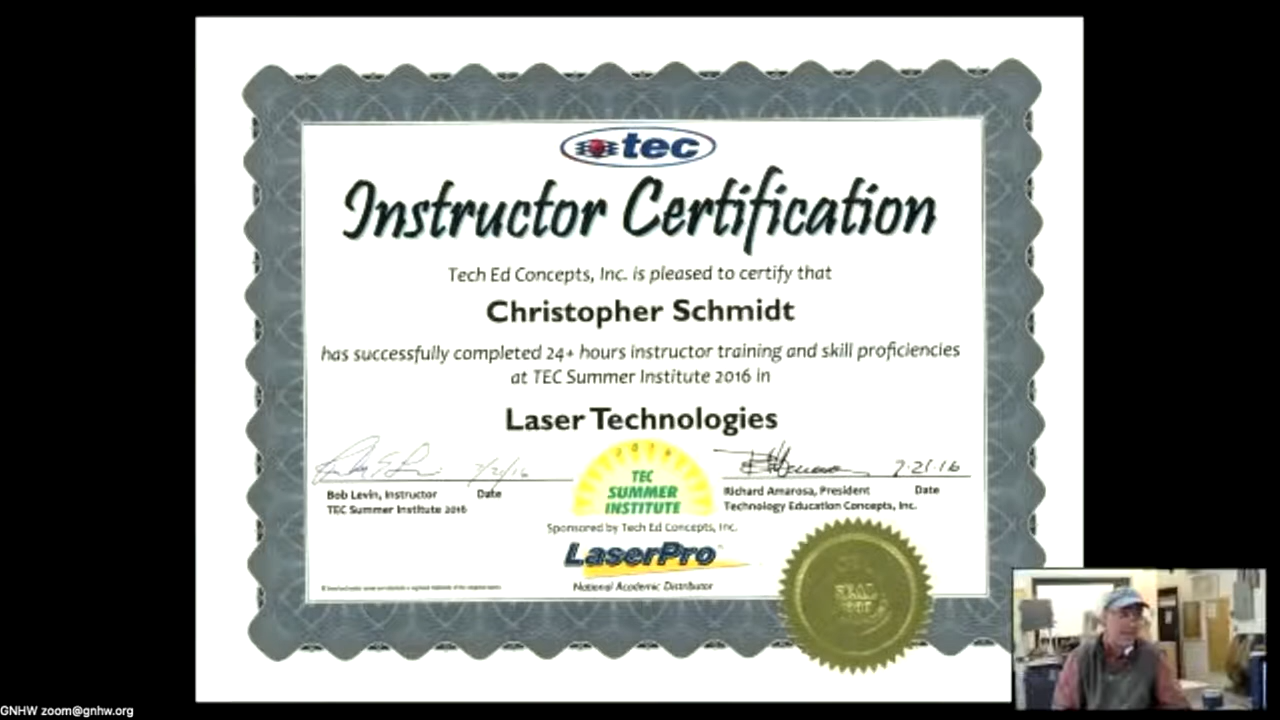 tec
Instructor Certification
Tech Ed Concepts, Inc. is pleased to certify that
Christopher Schmidt
has successfully completed 24+ hours instructor training and skill proficiencies
at TEC Summer Institute 2016 in
Laser Technologies
7/21/16
7.21.16
Bob Levin, Instructor Date
TEC Summer Institute 2016
2016
TEC
SUMMER
INSTITUTE
Richard Amarosa, President Date
Technology Education Concepts, Inc.
Sponsored by Tech Ed Concepts, Inc.
LaserPro
National Academic Distributor
SEAL
GNHW zoom@gnhw.org